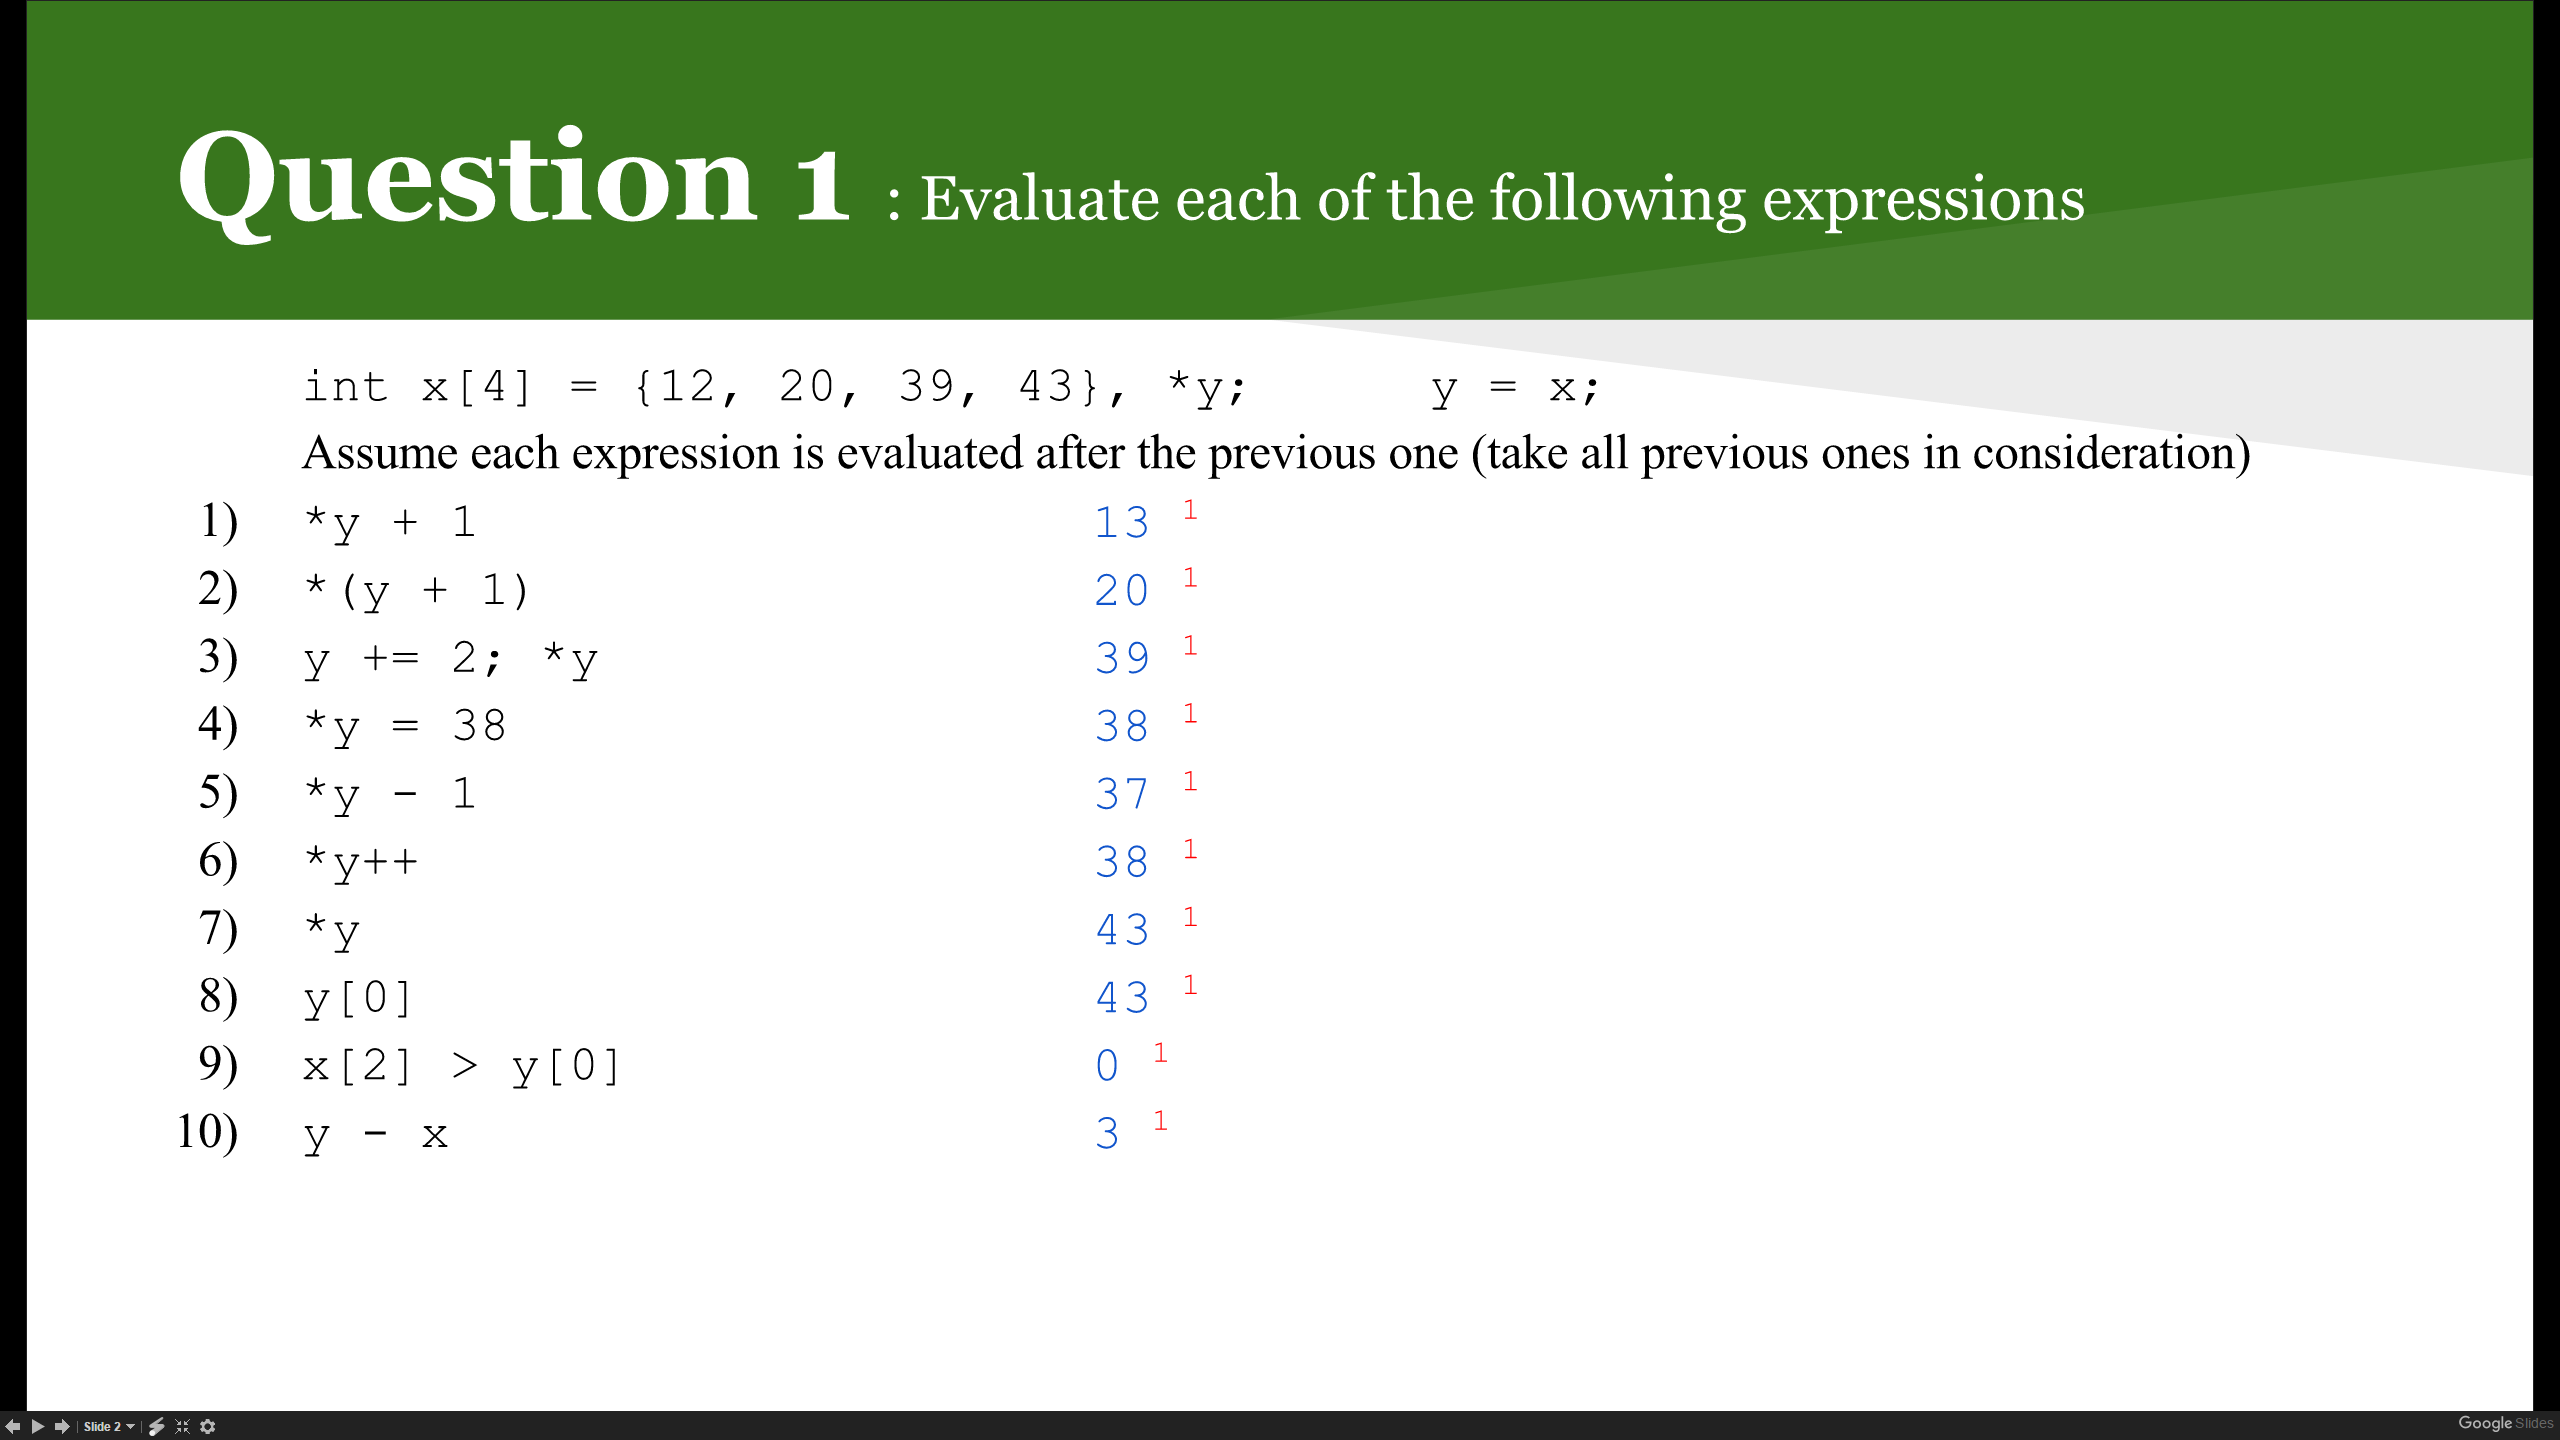 Question 1 : Evaluate each of the following expressions
int x[4] = {12, 20, 39, 43}, *y; y = x;
Assume each expression is evaluated after the previous one (take all previous ones in consideration)
1) *y + 1 13 1
2) *(y + 1) 20 1
3) y += 2; *y 39 1
4) *y = 38 38 1
5) *y - 1 37 1
6) *y++ 38 1
7) *y 43 1
8) y[0] 43 1
9) x[2] > y[0] 0 1
10) y - x 3 1
Slide 2 Google Slides